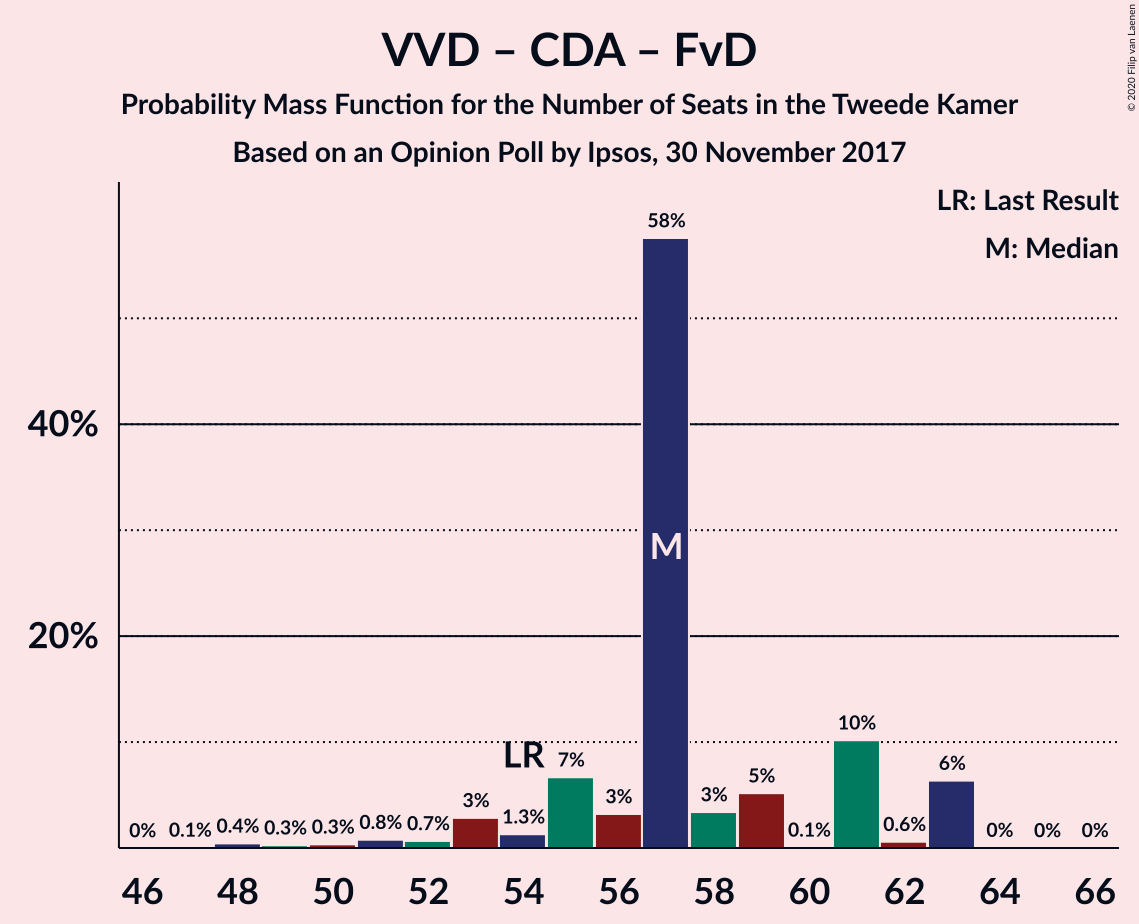 VVD – CDA – FvD
Probability Mass Function for the Number of Seats in the Tweede Kamer
Based on an Opinion Poll by Ipsos, 30 November 2017
© 2020 Filip van Laenen
LR: Last Result
M: Median
58%
40%
M
20%
LR
0% 0.1% 0.4% 0.3% 0.3% 0.8% 0.7% 3% 1.3% 7% 3% 3% 5% 0.1% 10% 0.6% 6% 0% 0% 0%
46 48 50 52 54 56 58 60 62 64 66